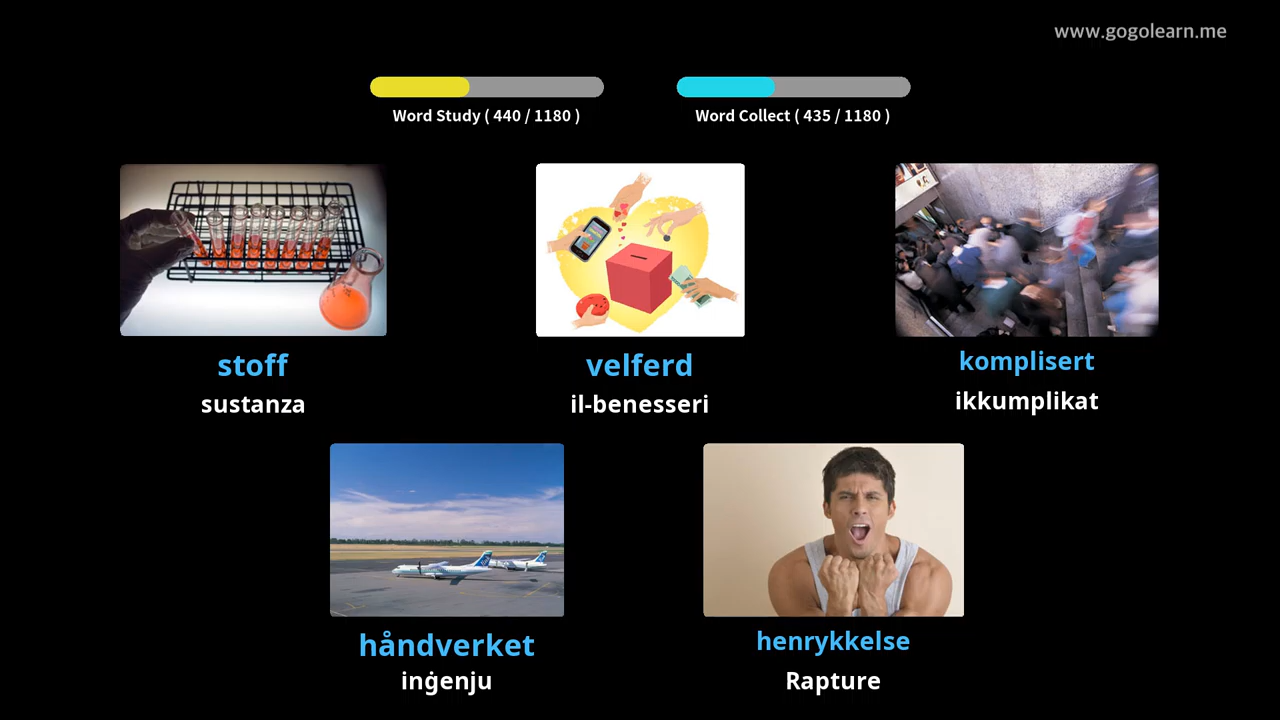 www.gogolearn.me
Word Study ( 440 / 1180 )
Word Collect ( 435 / 1180 )
stoff
sustanza
velferd
il-benesseri
komplisert
ikkumplikat
håndverket
inġenju
henrykkelse
Rapture